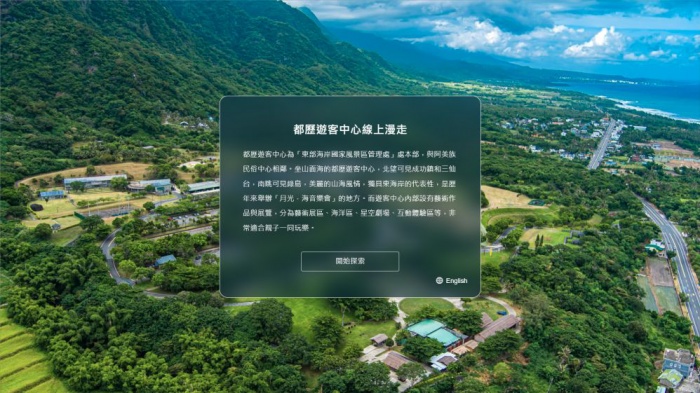 都歷遊客中心線上漫走
都歷遊客中心為「東部海岸國家風景區管理處」處本部，與阿美族
民俗中心相鄰。坐山面海的都歷遊客中心，北望可見成功鎮和三仙
台，南眺可見綠島，美麗的山海風情，獨具東海岸的代表性，是歷
年來舉辦「月光．海音樂會」的地方。而遊客中心內部設有藝術作
品與展覽，分為藝術展區、海洋區、星空劇場、互動體驗區等，非
常適合親子一同玩樂。
開始探索
English